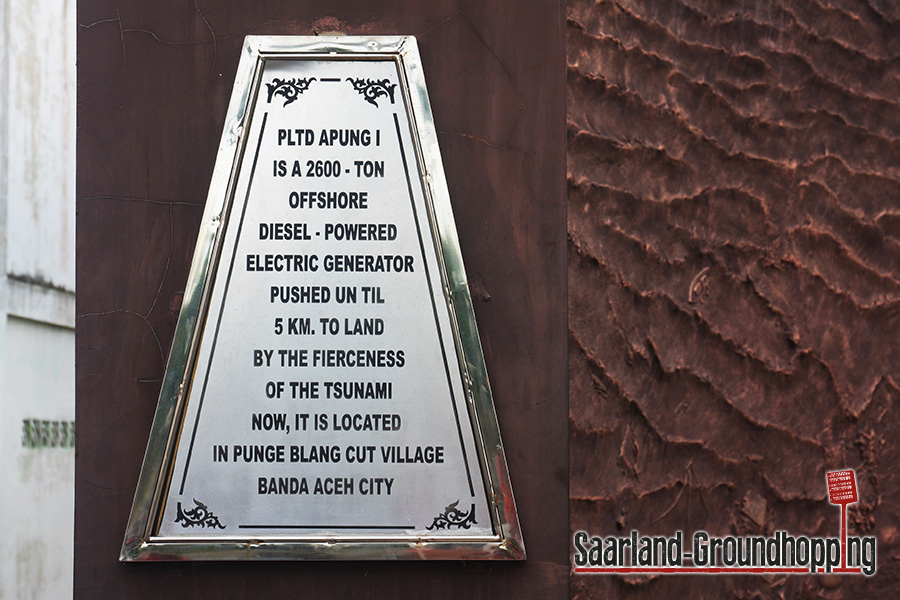 PLTD APUNG I
IS A 2600 - TON
OFFSHORE
DIESEL - POWERED
ELECTRIC GENERATOR
PUSHED UN TIL
5 KM. TO LAND
BY THE FIERCENESS
OF THE TSUNAMI
NOW, IT IS LOCATED
IN PUNGE BLANG CUT VILLAGE
BANDA ACEH CITY
Saarland-Groundhopping